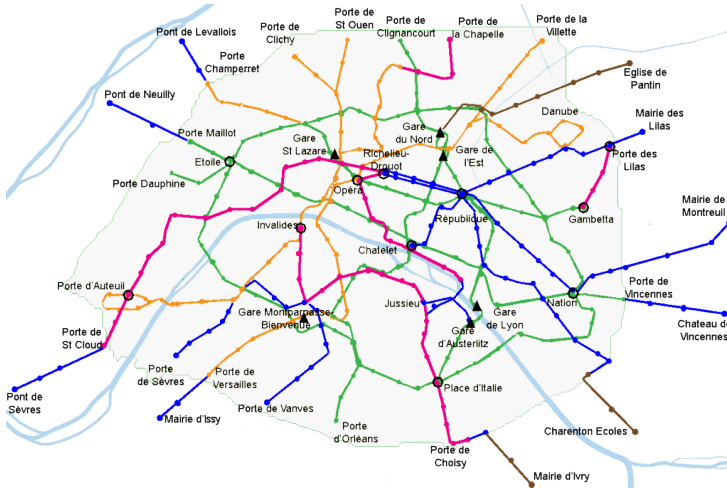 Pont de Levallois
Porte de
St Ouen
Porte de
Clignancourt
Porte de
la Chapelle
Porte de la
Villette
Porte de
Clichy
Porte
Champerret
Eglise de
Pantin
Pont de Neuilly
Danube
Mairie des
Lilas
Porte Maillot
Gare
du Nord
Gare
St Lazare
Etoile
Richelieu-
Drouot
Gare de
l'Est
Porte des
Lilas
Porte Dauphine
Opéra
Mairie de
Montreuil
République
Gambetta
Invalides
Chatelet
Porte d'Auteuil
Porte de
Vincennes
Jussieu
Nation
Gare Montparnasse-
Bienvenue
Gare
de Lyon
Gare
d'Austerlitz
Chateau de
Vincennes
Porte de
St Cloud
Porte
de Sèvres
Porte de
Versailles
Place d'Italie
Pont de
Sèvres
Mairie d'Issy
Porte de Vanves
Porte
d'Orléans
Charenton Ecoles
Porte de
Choisy
Mairie d'Ivry